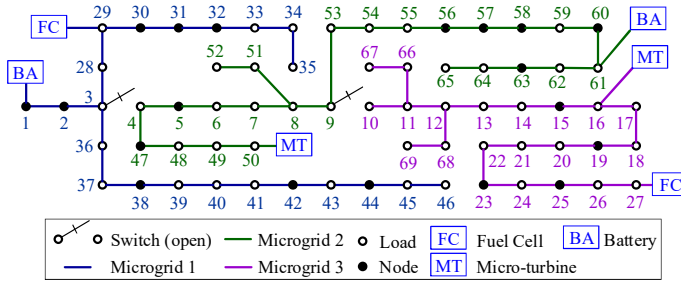 29 30 31 32 33 34 53 54 55 56 57 58 59 60
FC BA
52 51 67 66
28 35 65 64 63 62 61 MT
BA
3
1 2 4 5 6 7 8 9 10 11 12 13 14 15 16 17
36 MT
47 48 49 50 69 68 22 21 20 19 18
37 FC
38 39 40 41 42 43 44 45 46 23 24 25 26 27
Switch (open) Microgrid 2 Load FC Fuel Cell BA Battery
Microgrid 1 Microgrid 3 Node MT Micro-turbine